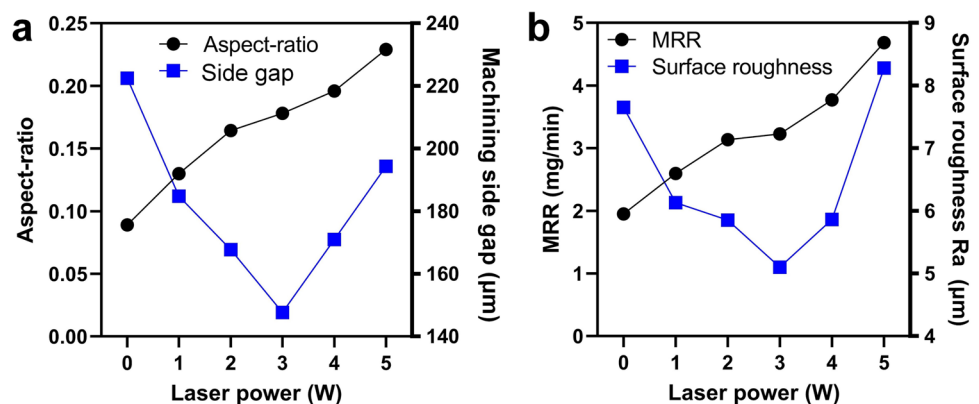 a
Aspect-ratio
Side gap
0.25
0.20
0.15
0.10
0.05
0.00
Aspect-ratio
240
220
200
180
160
140
Machining side gap (μm)
0 1 2 3 4 5
Laser power (W)
b
MRR
Surface roughness
5
4
3
2
1
0
MRR (mg/min)
9
8
7
6
5
4
Surface roughness Ra (μm)
0 1 2 3 4 5
Laser power (W)